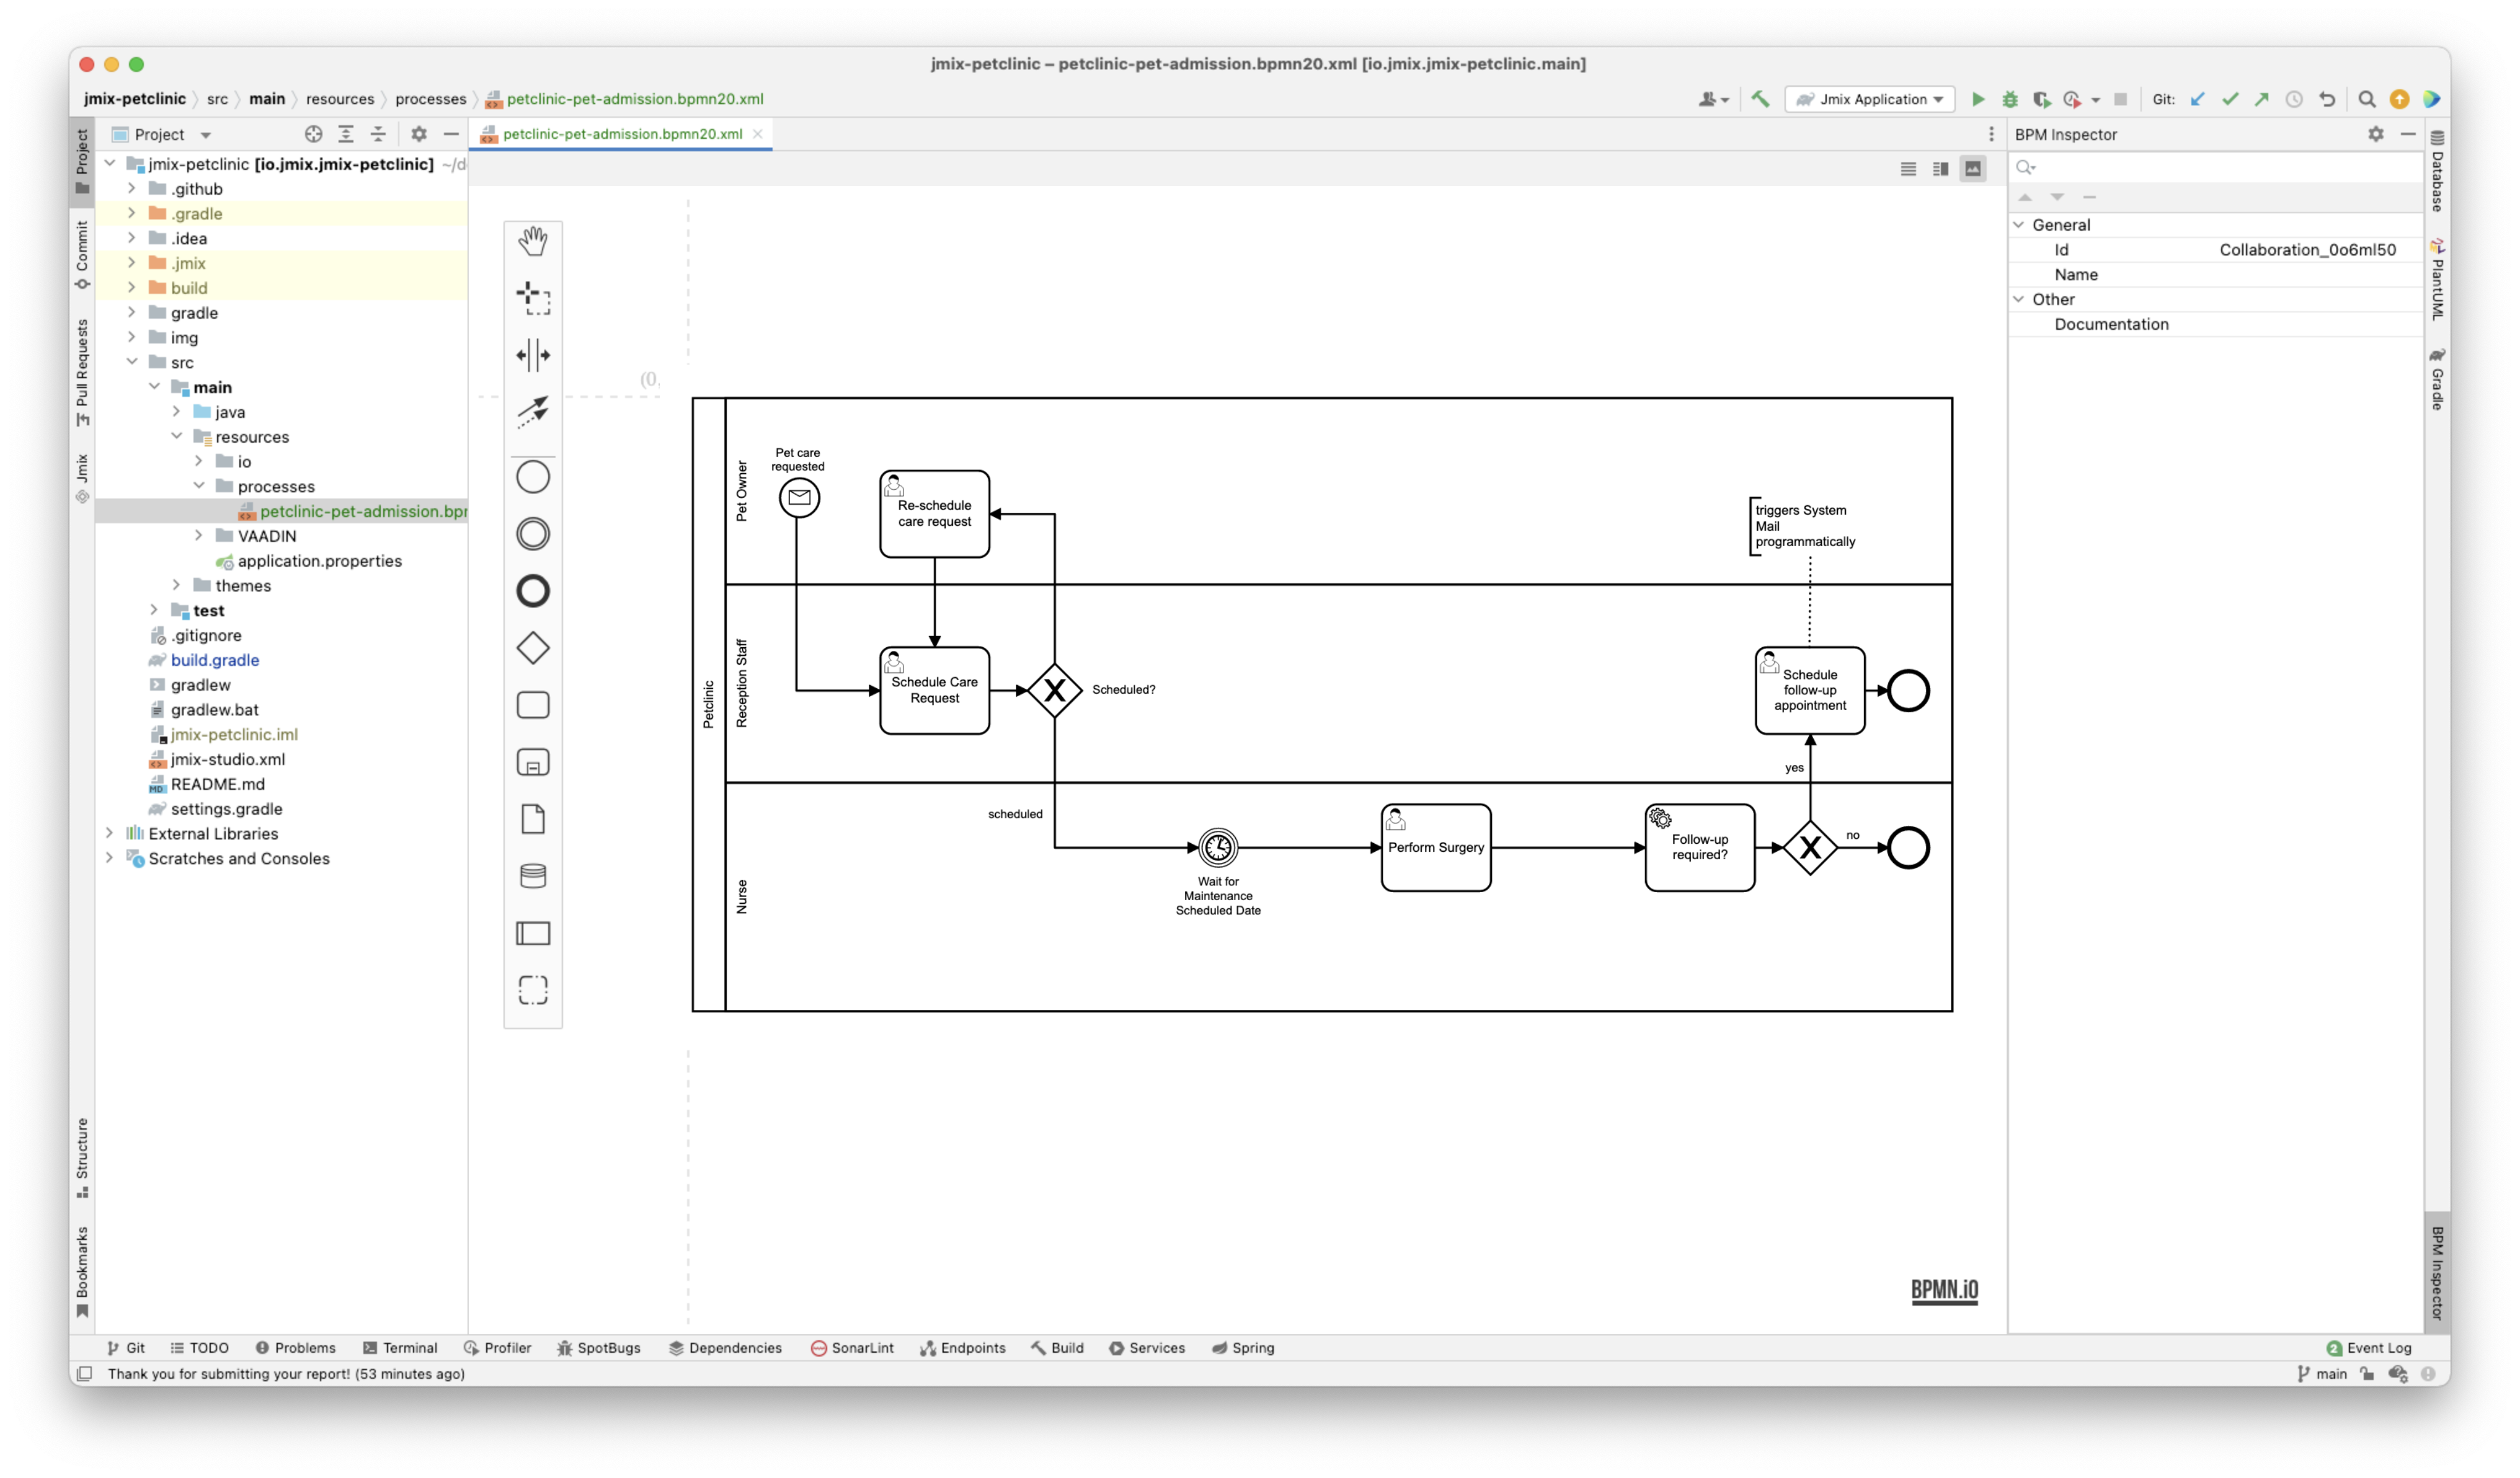 jmix-petclinic – petclinic-pet-admission.bpmn20.xml [io.jmix.jmix-petclinic.main]
jmix-petclinic
src
main
resources
processes
petclinic-pet-admission.bpmn20.xml
Jmix Application
Git:
Project
Commit
Pull Requests
Jmix
Structure
Bookmarks
Project
jmix-petclinic [io.jmix.jmix-petclinic] ~/d
.github
.gradle
.idea
.jmix
build
gradle
img
src
main
java
resources
io
processes
petclinic-pet-admission.bpr
VAADIN
application.properties
themes
test
.gitignore
build.gradle
gradlew
gradlew.bat
jmix-petclinic.iml
jmix-studio.xml
README.md
settings.gradle
External Libraries
Scratches and Consoles
petclinic-pet-admission.bpmn20.xml
(0,
Petclinic
Pet Owner
Pet care
requested
Re-schedule
care request
triggers System
Mail
programmatically
Reception Staff
Schedule Care
Request
Scheduled?
Schedule
follow-up
appointment
yes
Nurse
scheduled
Wait for
Maintenance
Scheduled Date
Perform Surgery
Follow-up
required?
no
BPMN.iO
BPM Inspector
General
Id Collaboration_0o6ml50
Name
Other
Documentation
Database
PlantUML
Gradle
BPM Inspector
Git
TODO
Problems
Terminal
Profiler
SpotBugs
Dependencies
SonarLint
Endpoints
Build
Services
Spring
2 Event Log
Thank you for submitting your report! (53 minutes ago)
main